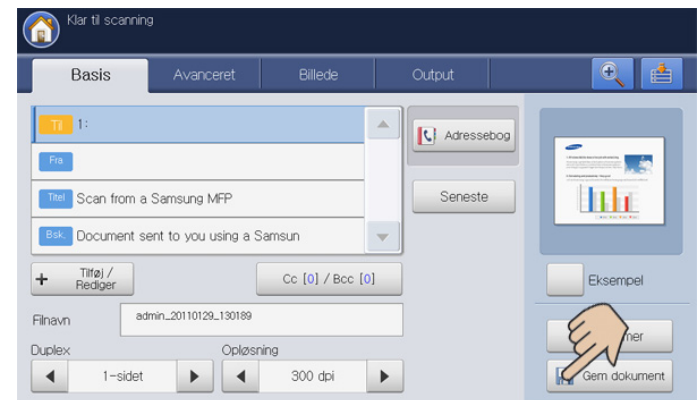 Klar til scanning
Basis
Avanceret
Billede
Output
Til 1:
Fra
Titel Scan from a Samsung MFP
Bsk. Document sent to you using a Samsun
Adressebog
Seneste
+ Tilføj /
Rediger
Cc [0] / Bcc [0]
Eksempel
Filnavn
admin_20110129_130189
Duplex
Opløsning
1-sidet
300 dpi
Gem dokument